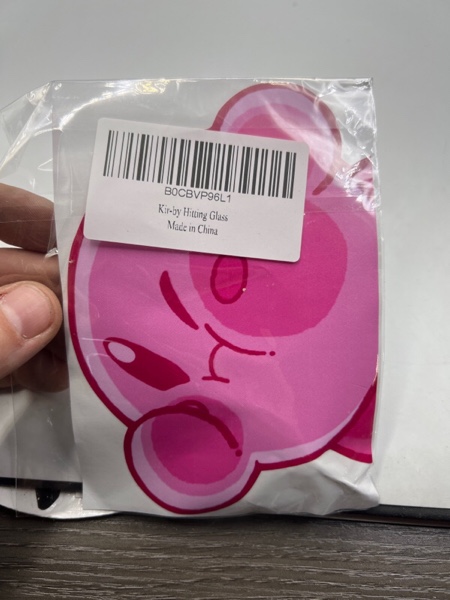 B0CBVP96L1
Kir-by Hitting Glass
Made in China